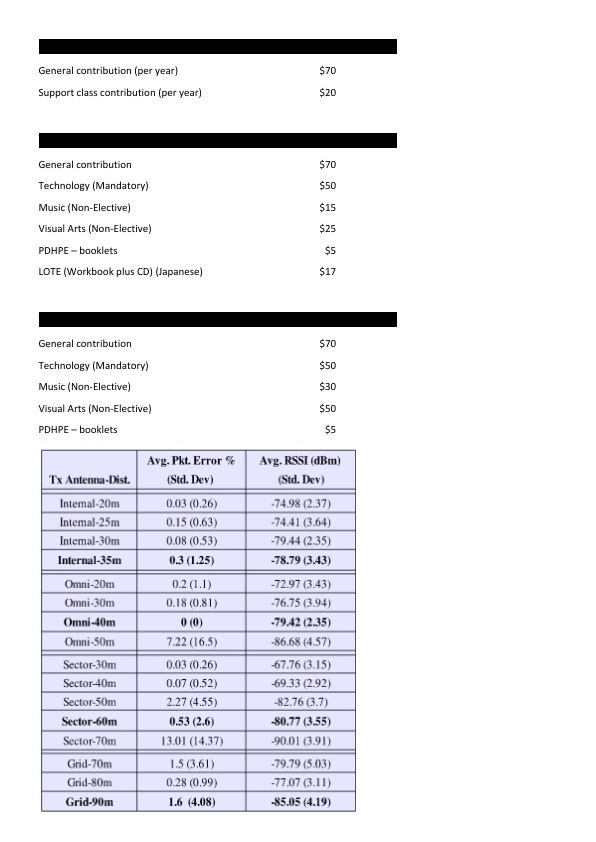 General contribution (per year) $70
Support class contribution (per year) $20
General contribution $70
Technology (Mandatory) $50
Music (Non-Elective) $15
Visual Arts (Non-Elective) $25
PDHPE – booklets $5
LOTE (Workbook plus CD) (Japanese) $17
General contribution $70
Technology (Mandatory) $50
Music (Non-Elective) $30
Visual Arts (Non-Elective) $50
PDHPE – booklets $5
Avg. Pkt. Error % Avg. RSSI (dBm)
Tx Antenna-Dist. (Std. Dev) (Std. Dev)
Internal-20m 0.03 (0.26) -74.98 (2.37)
Internal-25m 0.15 (0.63) -74.41 (3.64)
Internal-30m 0.08 (0.53) -79.44 (2.35)
Internal-35m 0.3 (1.25) -78.79 (3.43)
Omni-20m 0.2 (1.1) -72.97 (3.43)
Omni-30m 0.18 (0.81) -76.75 (3.94)
Omni-40m 0 (0) -79.42 (2.35)
Omni-50m 7.22 (16.5) -86.68 (4.57)
Sector-30m 0.03 (0.26) -67.76 (3.15)
Sector-40m 0.07 (0.52) -69.33 (2.92)
Sector-50m 2.27 (4.55) -82.76 (3.7)
Sector-60m 0.53 (2.6) -80.77 (3.55)
Sector-70m 13.01 (14.37) -90.01 (3.91)
Grid-70m 1.5 (3.61) -79.79 (5.03)
Grid-80m 0.28 (0.99) -77.07 (3.11)
Grid-90m 1.6 (4.08) -85.05 (4.19)